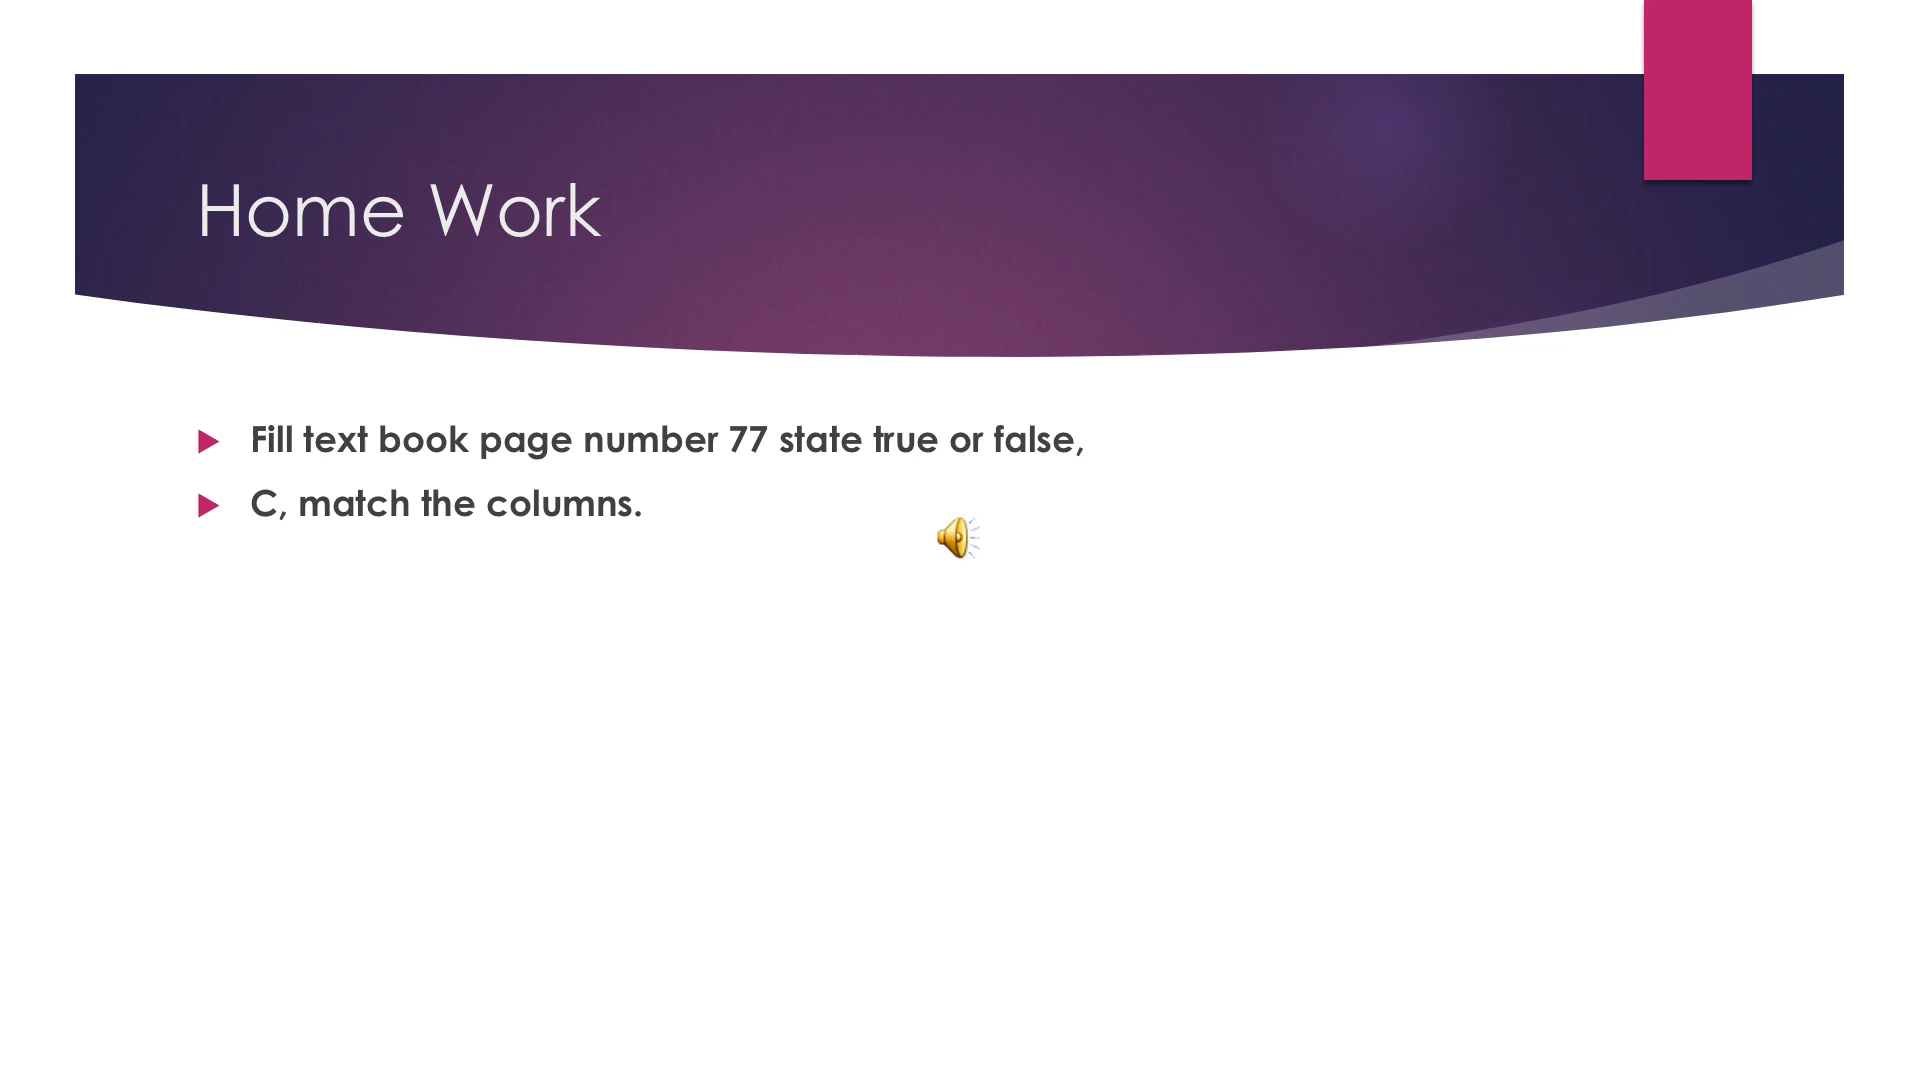 Home Work
Fill text book page number 77 state true or false,
C, match the columns.